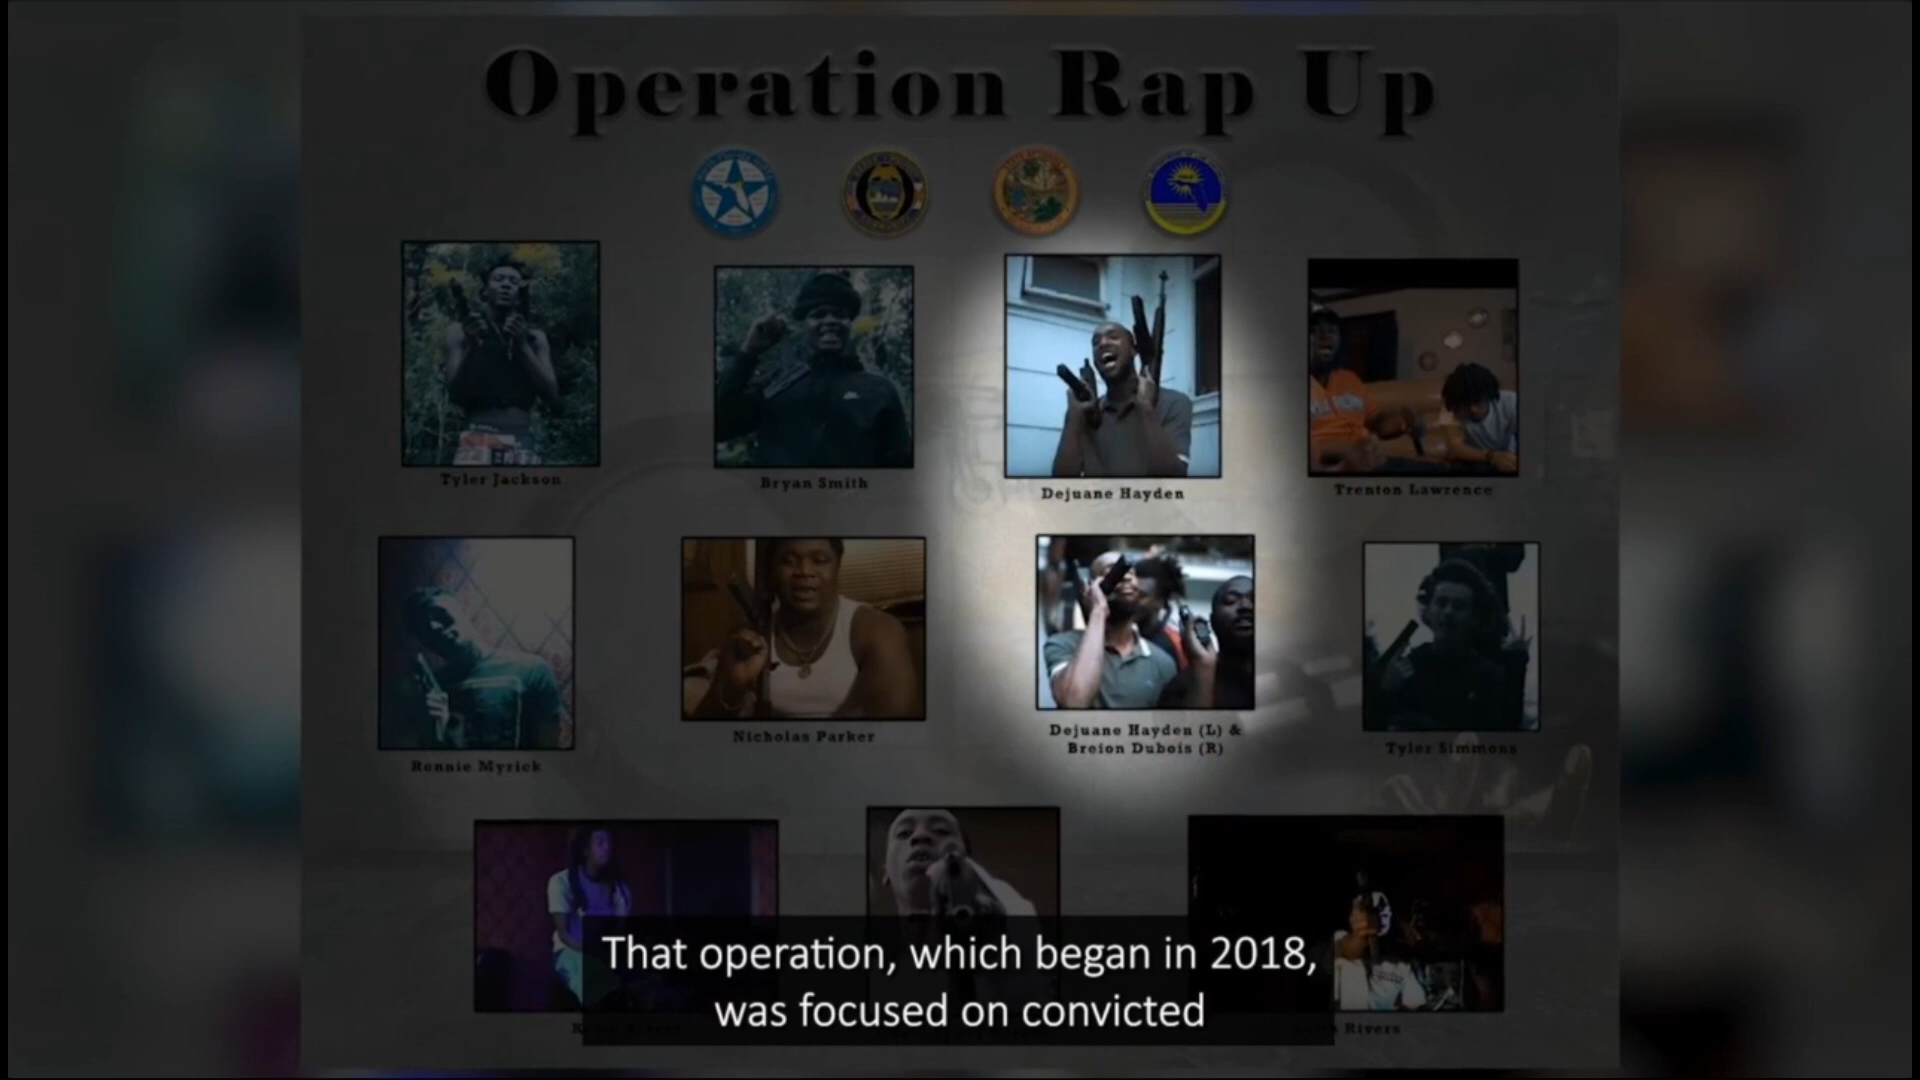 Operation Rap Up
Tyler Jackson
Bryan Smith
Dejuane Hayden
Trenton Lawrence
Ronnie Myrick
Nicholas Parker
Dejuane Hayden (L) &
Breion Dubois (R)
Tyler Simmons
Rivers
That operation, which began in 2018,
was focused on convicted